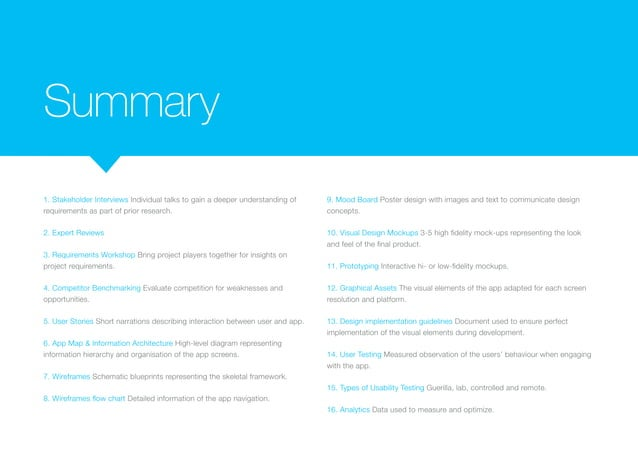 Summary
1. Stakeholder Interviews Individual talks to gain a deeper understanding of
requirements as part of prior research.
2. Expert Reviews
3. Requirements Workshop Bring project players together for insights on
project requirements.
4. Competitor Benchmarking Evaluate competition for weaknesses and
opportunities.
5. User Stories Short narrations describing interaction between user and app.
6. App Map & Information Architecture High-level diagram representing
information hierarchy and organisation of the app screens.
7. Wireframes Schematic blueprints representing the skeletal framework.
8. Wireframes flow chart Detailed information of the app navigation.
9. Mood Board Poster design with images and text to communicate design
concepts.
10. Visual Design Mockups 3-5 high fidelity mock-ups representing the look
and feel of the final product.
11. Prototyping Interactive hi- or low-fidelity mockups.
12. Graphical Assets The visual elements of the app adapted for each screen
resolution and platform.
13. Design implementation guidelines Document used to ensure perfect
implementation of the visual elements during development.
14. User Testing Measured observation of the users' behaviour when engaging
with the app.
15. Types of Usability Testing Guerilla, lab, controlled and remote.
16. Analytics Data used to measure and optimize.